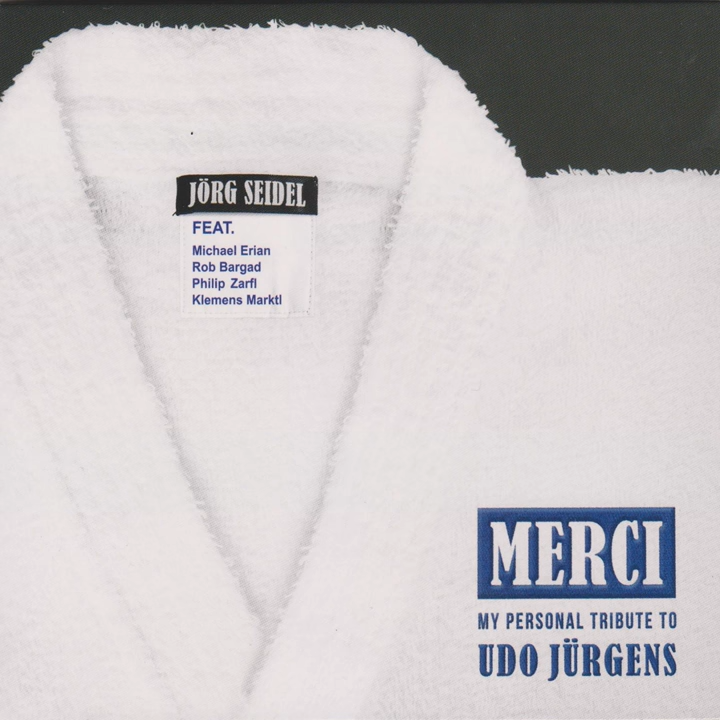 JÖRG SEIDEL
FEAT.
Michael Erian
Rob Bargad
Philip Zarfl
Klemens Marktl
MERCI
MY PERSONAL TRIBUTE TO
UDO JÜRGENS